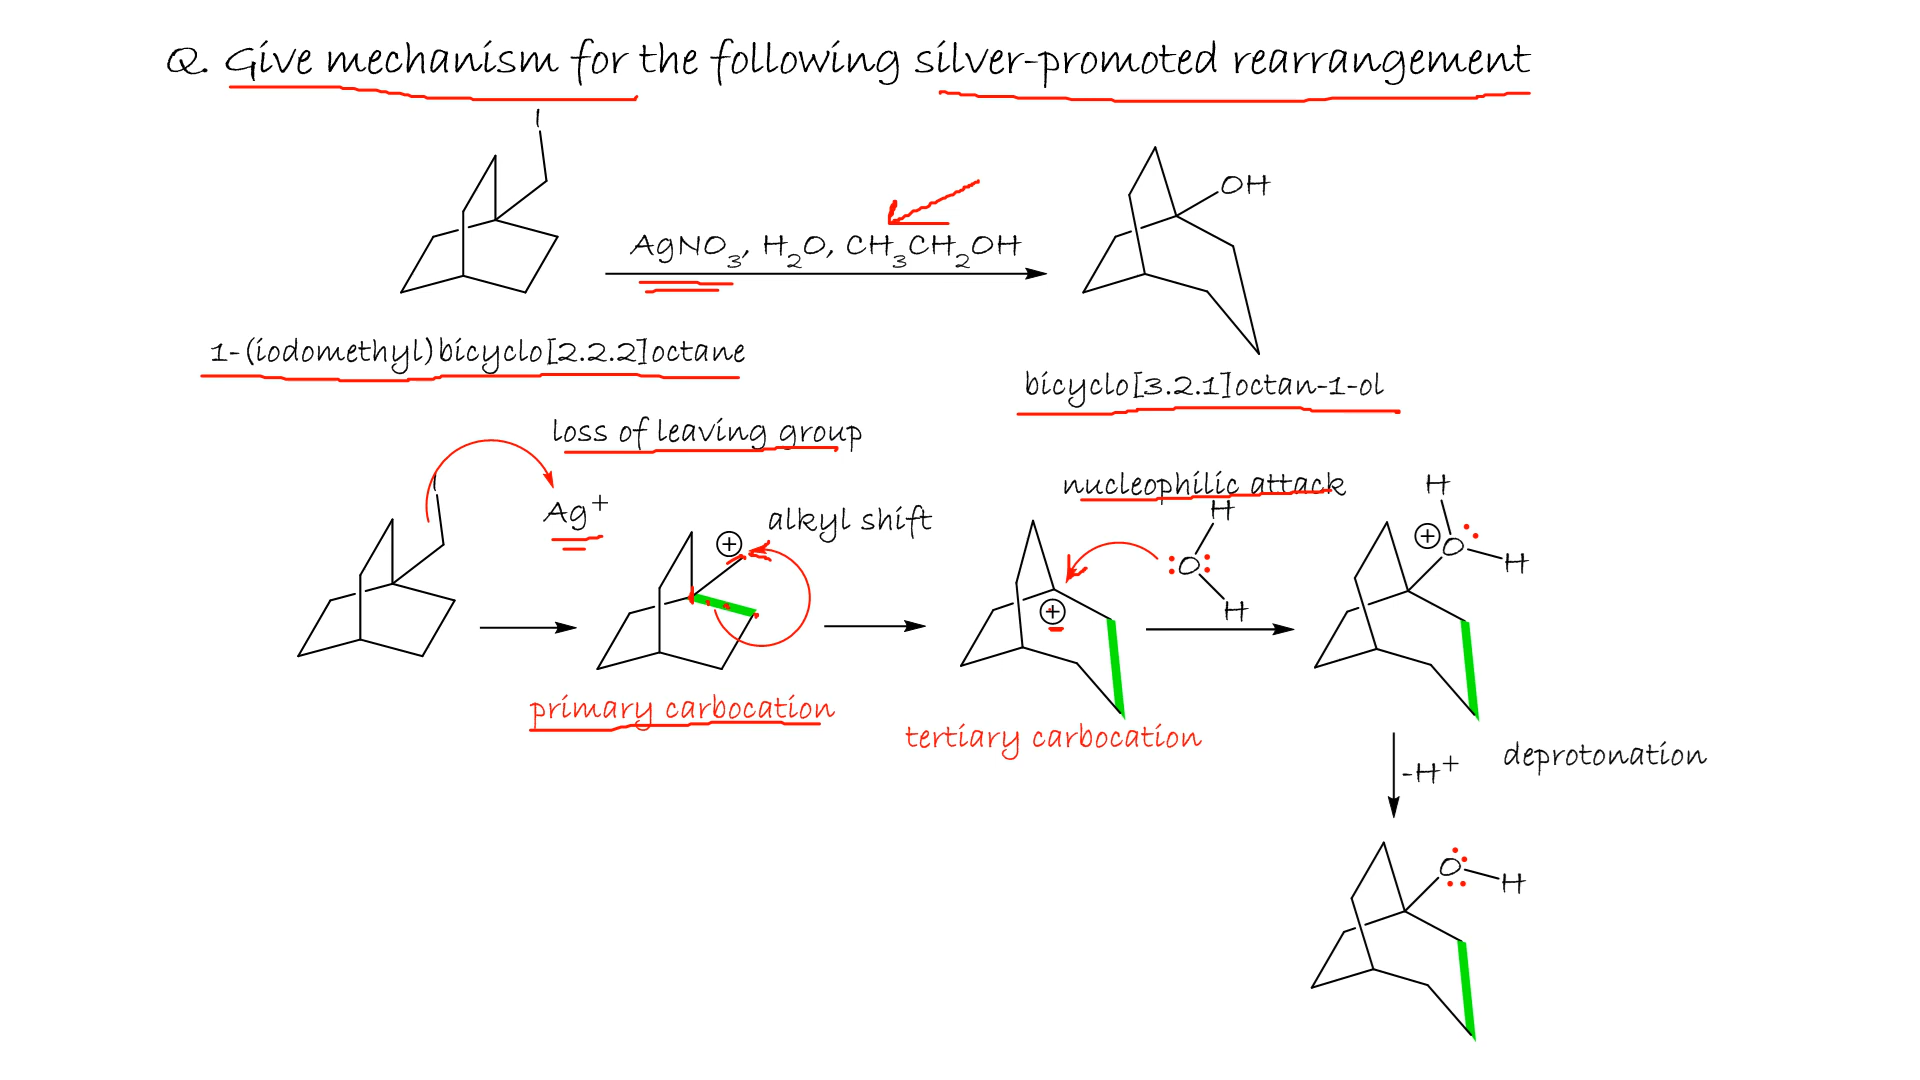 Q. Give mechanism for the following silver-promoted rearrangement
I
OH
AgNO₃, H₂O, CH₃CH₂OH
1-(iodomethyl)bicyclo[2.2.2]octane
bicyclo[3.2.1]octan-1-ol
loss of leaving group
I
Ag⁺
alkyl shift
⊕
primary carbocation
nucleophilic attack
H
:O:
H
⊕
tertiary carbocation
H
⊕ O H
-H⁺
deprotonation
O H